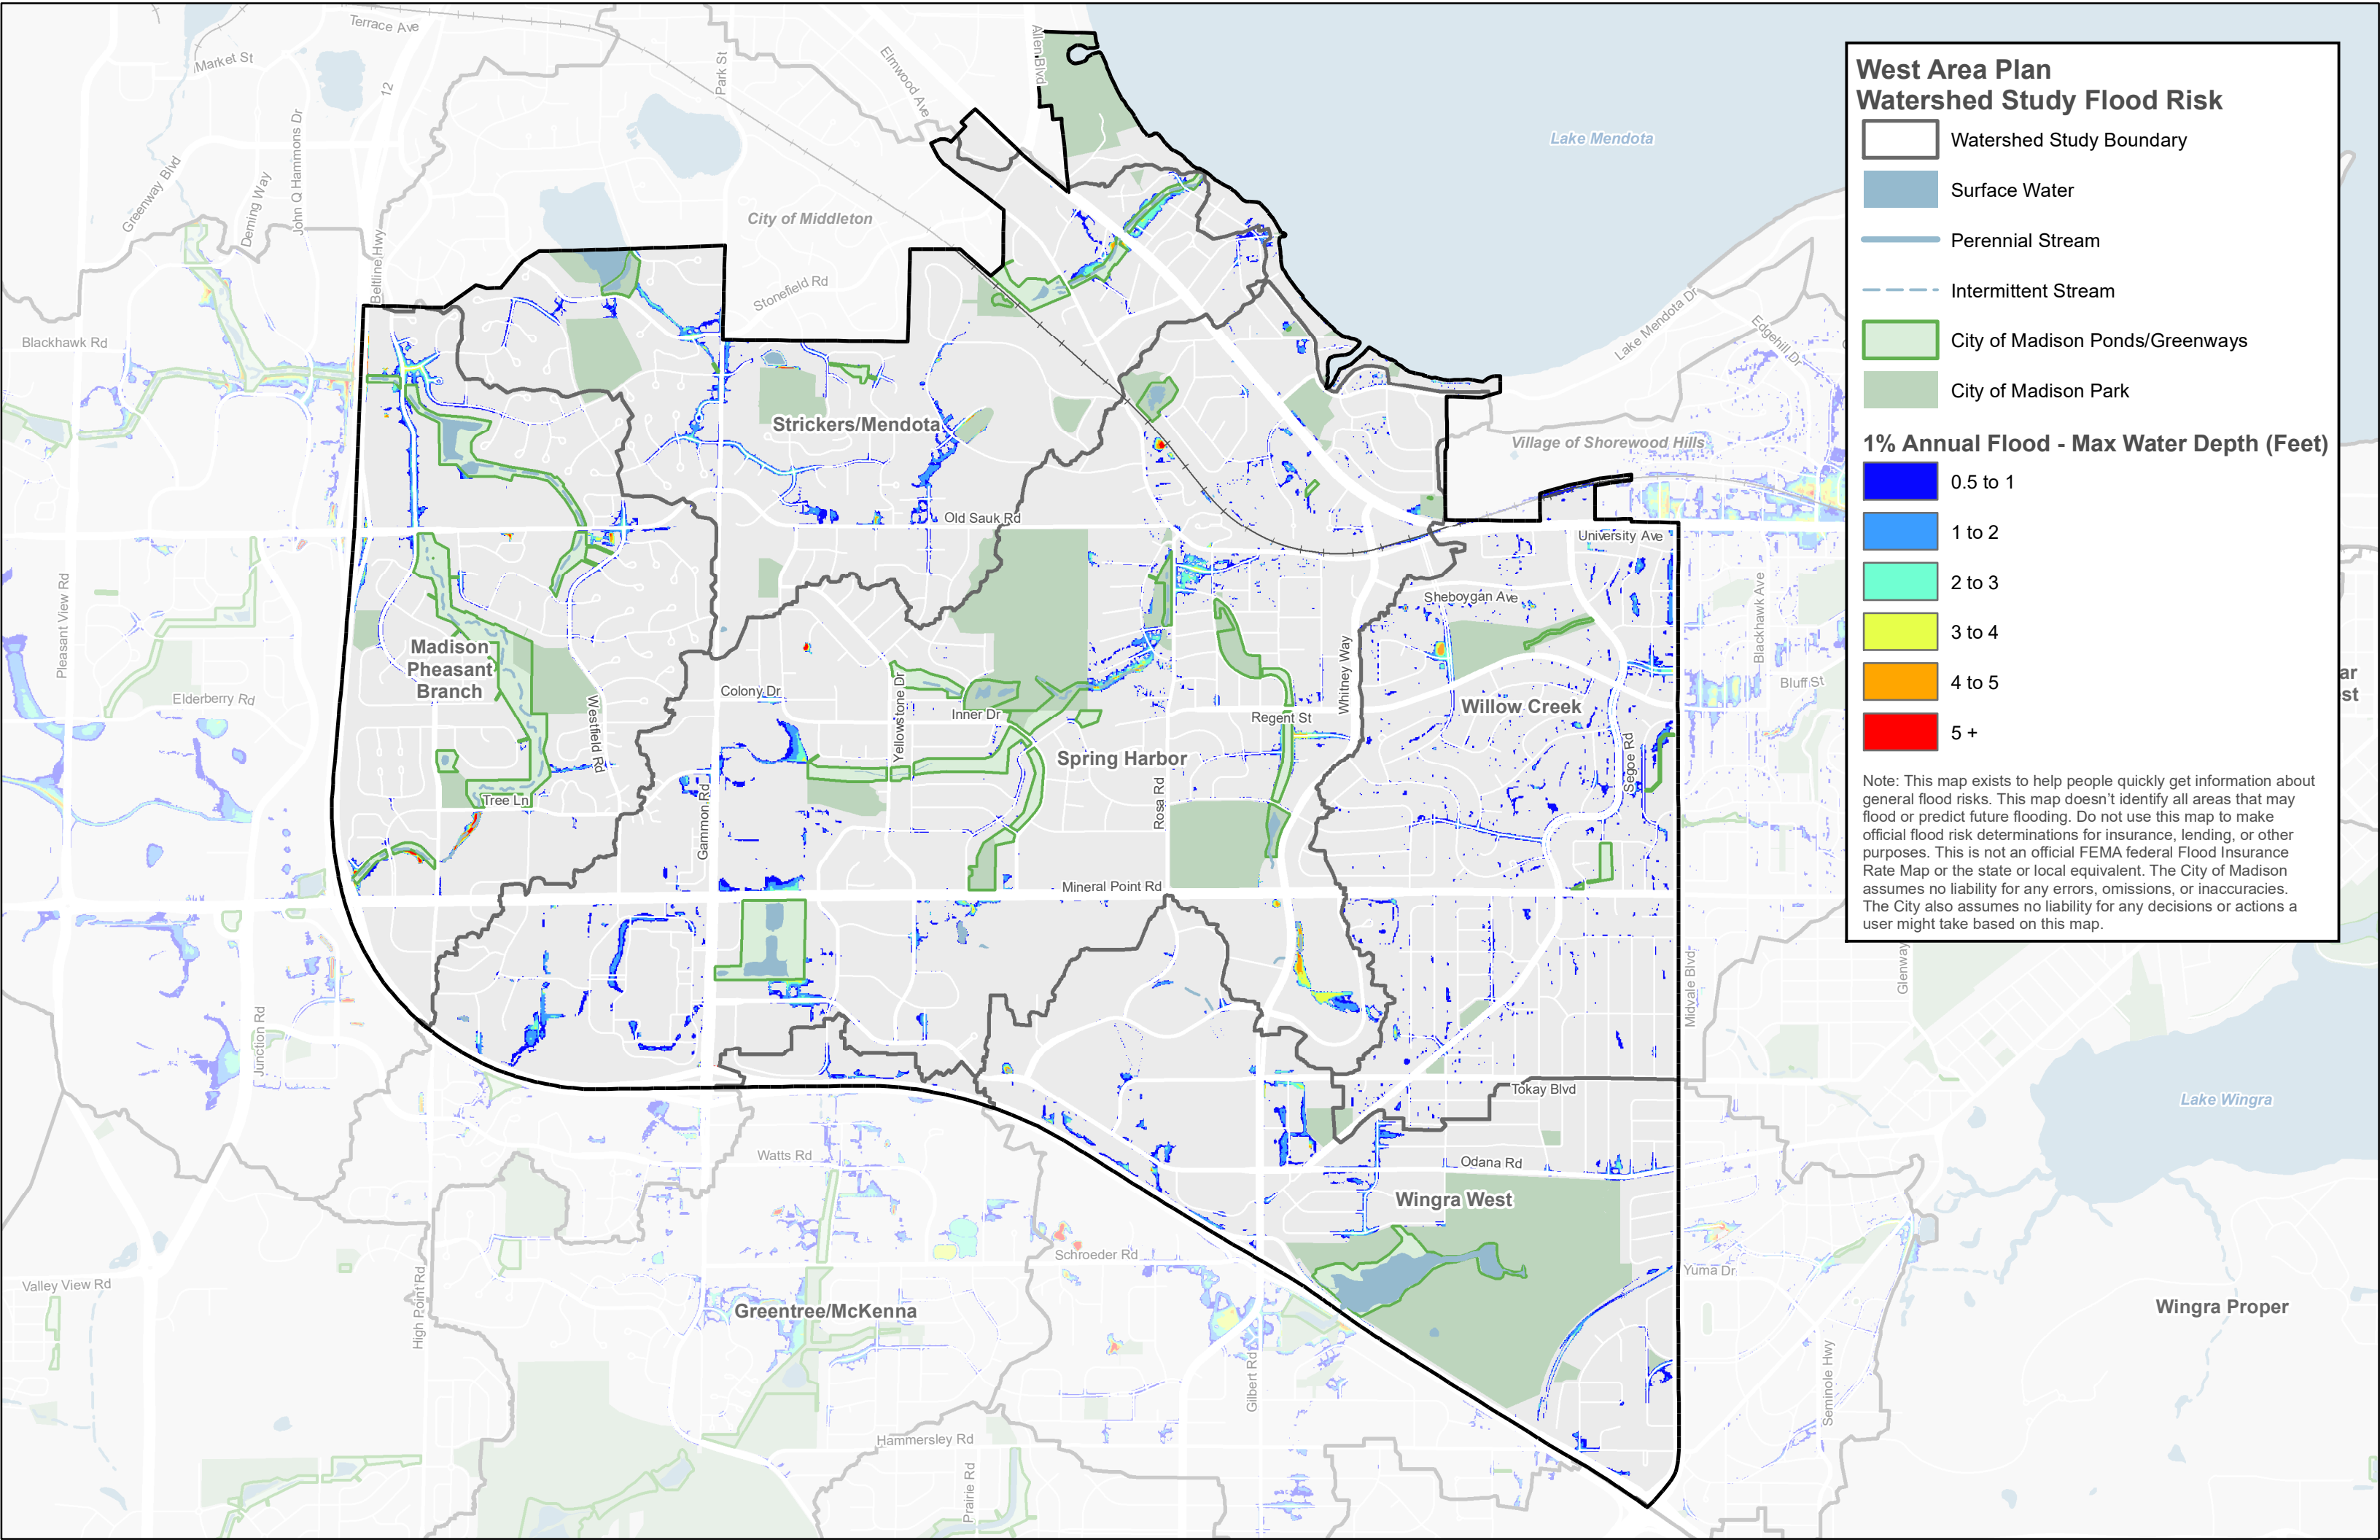 West Area Plan
Watershed Study Flood Risk
Watershed Study Boundary
Surface Water
Perennial Stream
Intermittent Stream
City of Madison Ponds/Greenways
City of Madison Park
1% Annual Flood - Max Water Depth (Feet)
0.5 to 1
1 to 2
2 to 3
3 to 4
4 to 5
5 +
Note: This map exists to help people quickly get information about
general flood risks. This map doesn't identify all areas that may
flood or predict future flooding. Do not use this map to make
official flood risk determinations for insurance, lending, or other
purposes. This is not an official FEMA federal Flood Insurance
Rate Map or the state or local equivalent. The City of Madison
assumes no liability for any errors, omissions, or inaccuracies.
The City also assumes no liability for any decisions or actions a
user might take based on this map.
Terrace Ave
Market St
12
Park St
Elmwood Ave
Allen Blvd
Lake Mendota
Greenway Blvd
Deming Way
John Q Hammons Dr
City of Middleton
Beltline Hwy
Stonefield Rd
Blackhawk Rd
Lake Mendota Dr
Edgehill Dr
Strickers/Mendota
Village of Shorewood Hills
Old Sauk Rd
University Ave
Pleasant View Rd
Sheboygan Ave
Blackhawk Ave
Madison
Pheasant
Branch
Whitney Way
Elderberry Rd
Westfield Rd
Colony Dr
Yellowstone Dr
Inner Dr
Regent St
Willow Creek
Bluff St
ar
st
Spring Harbor
Segoe Rd
Tree Ln
Gammon Rd
Rosa Rd
Mineral Point Rd
Glenway
Midvale Blvd
Junction Rd
Tokay Blvd
Lake Wingra
Watts Rd
Odana Rd
Wingra West
Schroeder Rd
Valley View Rd
High Point Rd
Greentree/McKenna
Yuma Dr
Wingra Proper
Gilbert Rd
Seminole Hwy
Hammersley Rd
Prairie Rd